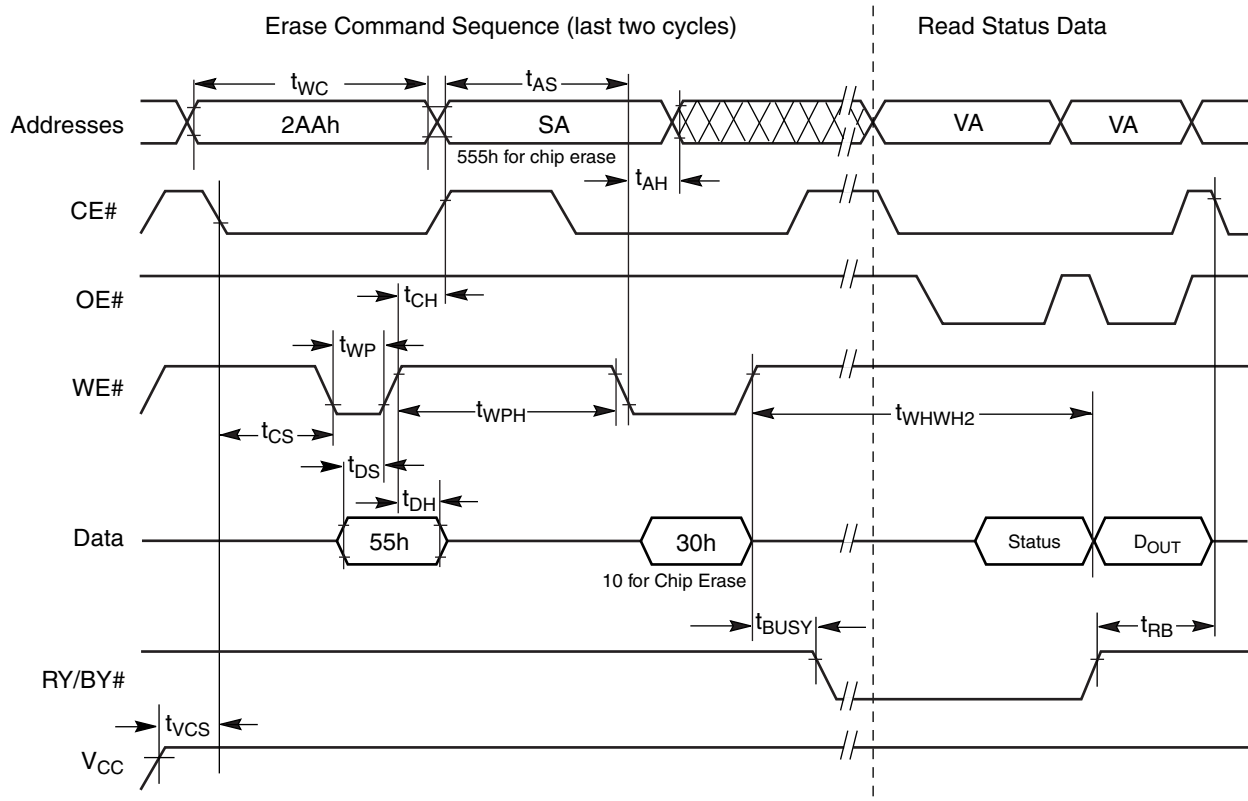 Erase Command Sequence (last two cycles) Read Status Data
tWC tAS
Addresses 2AAh SA VA VA
555h for chip erase
tAH
CE#
OE# tCH
tWP
WE#
tWPH tWHWH2
tCS
tDS
tDH
Data 55h 30h Status DOUT
10 for Chip Erase
tBUSY tRB
RY/BY#
tVCS
VCC